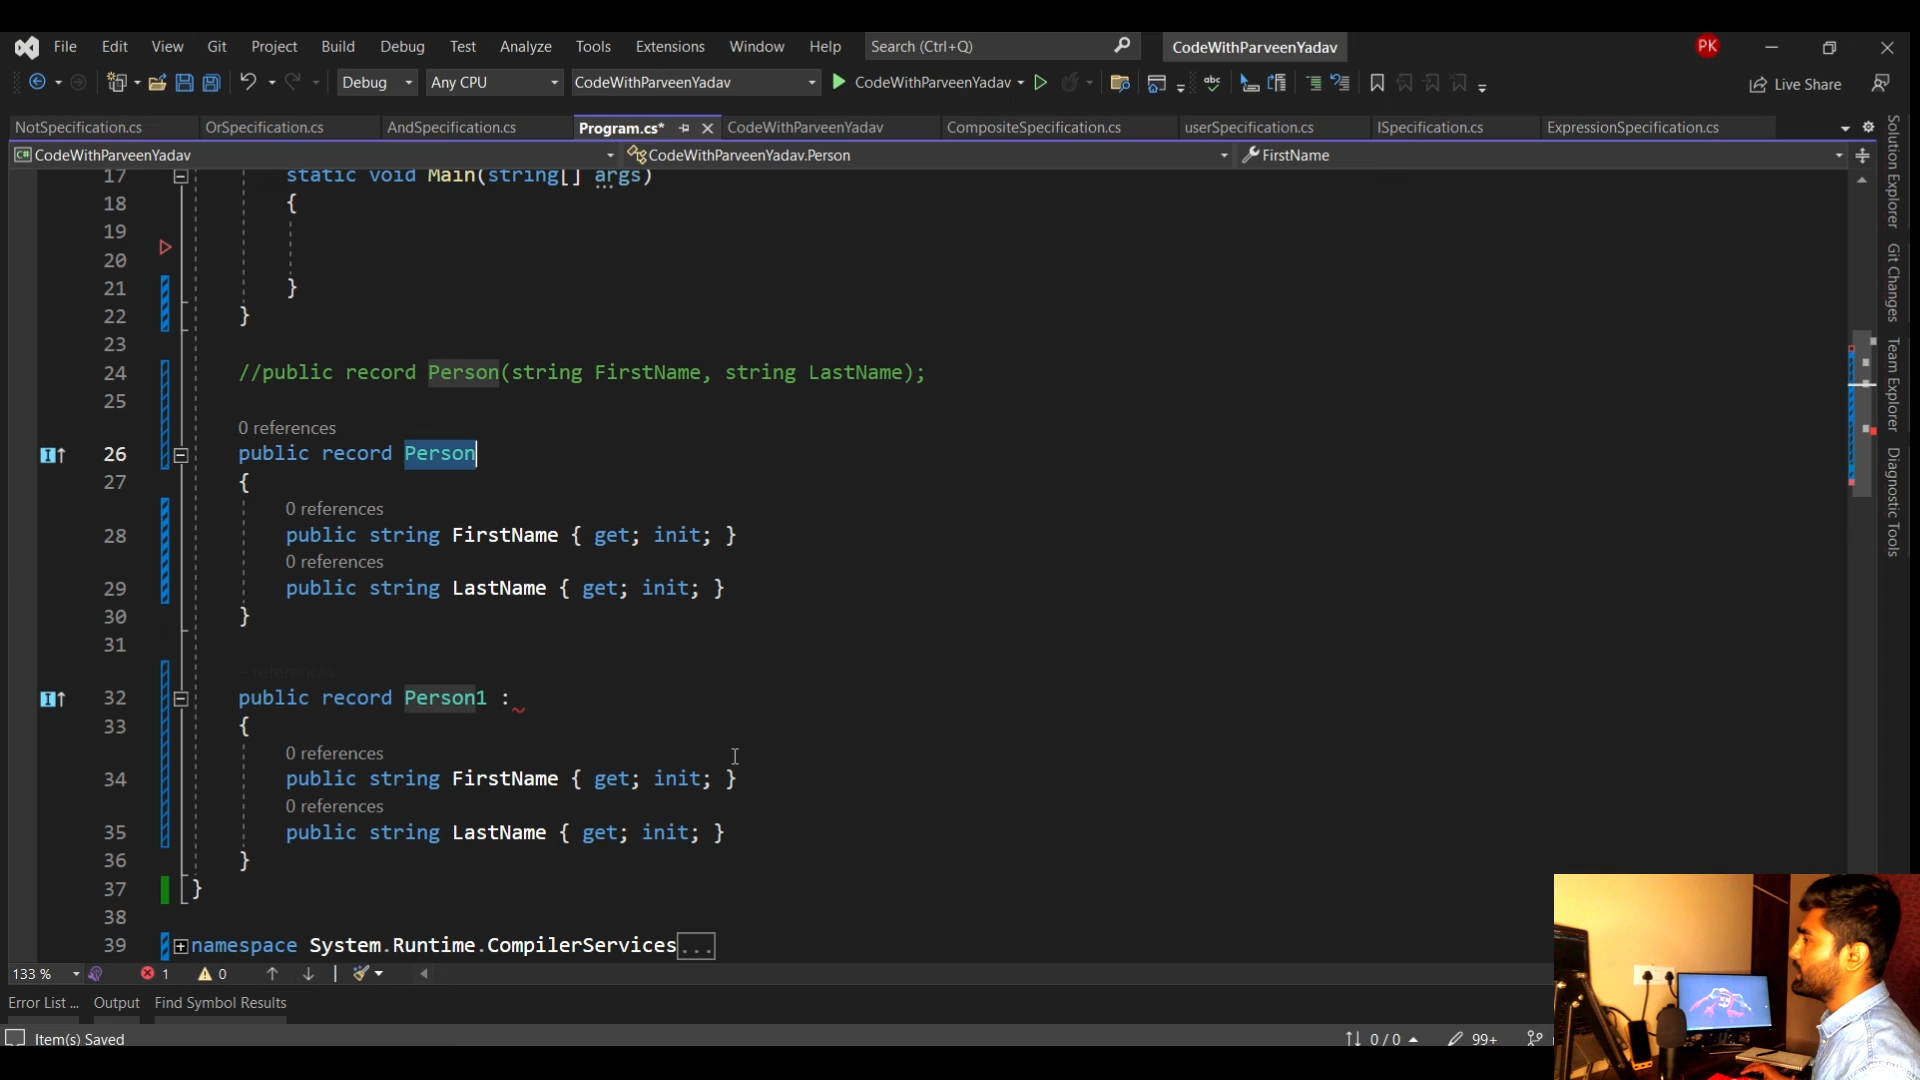 File Edit View Git Project Build Debug Test Analyze Tools Extensions Window Help Search (Ctrl+Q) CodeWithParveenYadav PK
Debug Any CPU CodeWithParveenYadav CodeWithParveenYadav Live Share
NotSpecification.cs OrSpecification.cs AndSpecification.cs Program.cs* CodeWithParveenYadav CompositeSpecification.cs userSpecification.cs ISpecification.cs ExpressionSpecification.cs
CodeWithParveenYadav CodeWithParveenYadav.Person FirstName
17 static void Main(string[] args)
18 {
19
20
21 }
22 }
23
24 //public record Person(string FirstName, string LastName);
25
0 references
26 public record Person
27 {
0 references
28 public string FirstName { get; init; }
0 references
29 public string LastName { get; init; }
30 }
31
- references
32 public record Person1 :
33 {
0 references
34 public string FirstName { get; init; }
0 references
35 public string LastName { get; init; }
36 }
37 }
38
39 namespace System.Runtime.CompilerServices...
133 % 1 0
Error List ... Output Find Symbol Results
Item(s) Saved 0 / 0 99+
Solution Explorer
Git Changes
Team Explorer
Diagnostic Tools